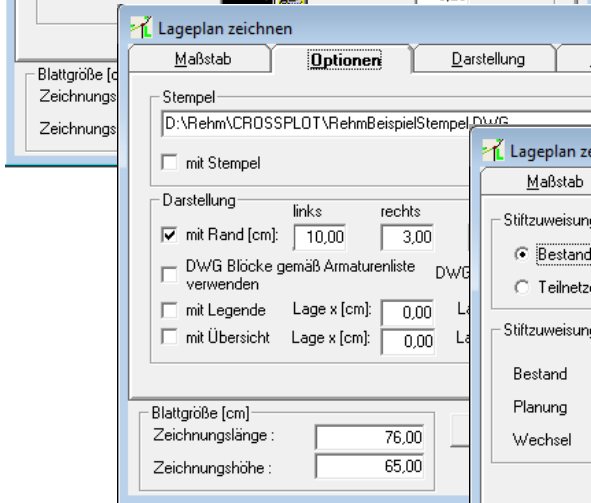 Blattgröße [c
Zeichnungs
Zeichnungs
Lageplan zeichnen
Maßstab Optionen Darstellung
Stempel
D:\Rehm\CROSSPLOT\RehmBeispielStempel.DWG
mit Stempel
Darstellung
links rechts
mit Rand [cm]: 10,00 3,00
DWG Blöcke gemäß Armaturenliste verwenden DWG
mit Legende Lage x [cm]: 0,00 La
mit Übersicht Lage x [cm]: 0,00 La
Blattgröße [cm]
Zeichnungslänge : 76,00
Zeichnungshöhe : 65,00
Lageplan ze
Maßstab
Stiftzuweisung
Bestand
Teilnetze
Stiftzuweisung
Bestand
Planung
Wechsel